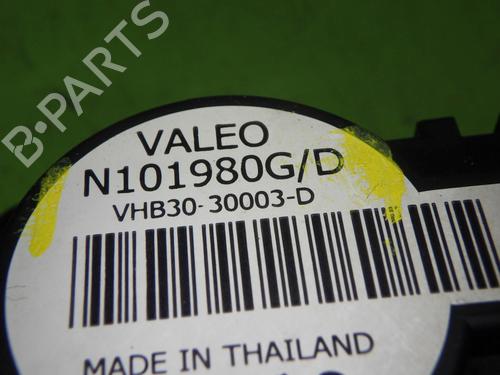 B-PARTS
VALEO
N101980G/D
VHB30-30003-D
MADE IN THAILAND